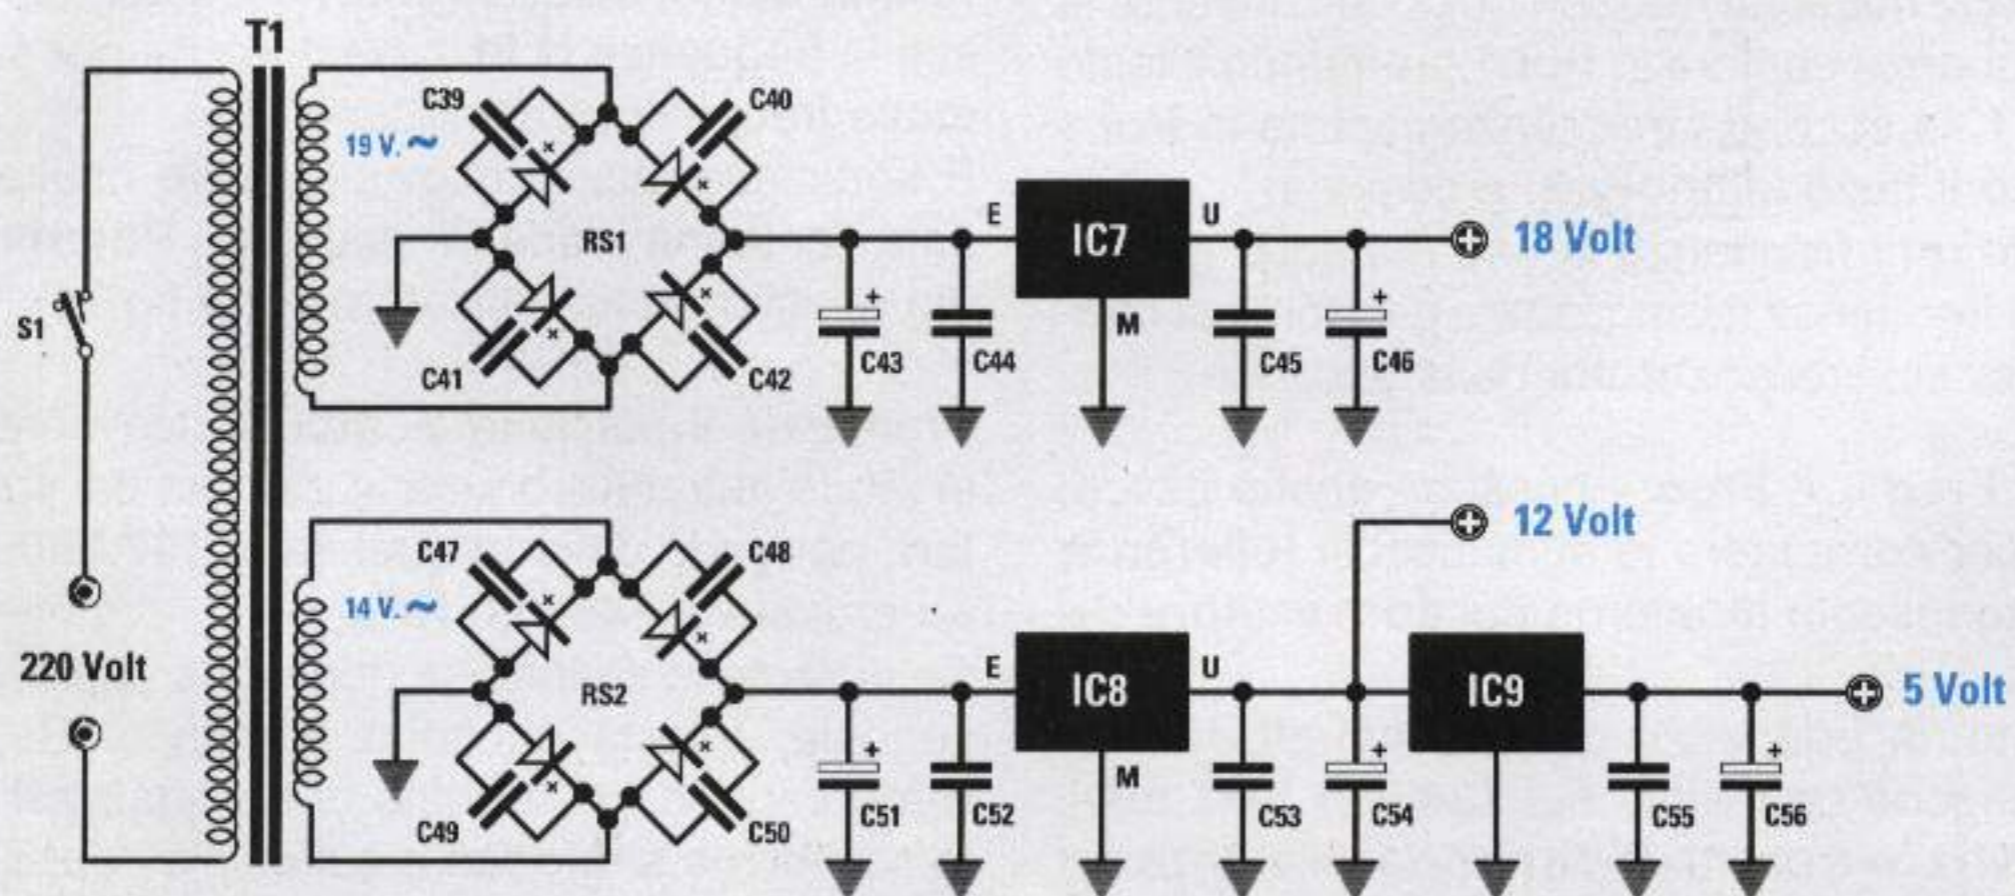 T1
C39
C40
19 V. ~
RS1
E
IC7
U
18 Volt
S1
M
+
+
C41
C42
C43
C44
C45
C46
12 Volt
C47
C48
14 V. ~
220 Volt
RS2
E
IC8
U
IC9
5 Volt
M
+
+
+
C49
C50
C51
C52
C53
C54
C55
C56